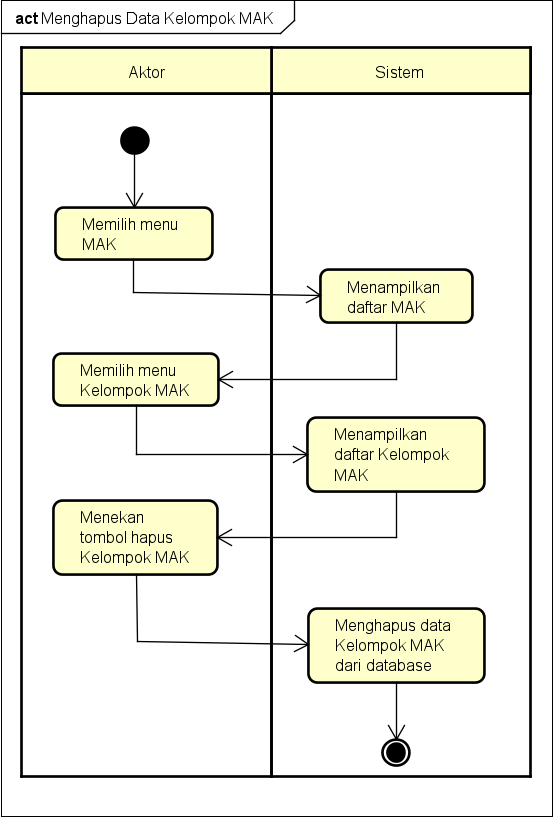 act Menghapus Data Kelompok MAK
Aktor
Sistem
Memilih menu
MAK
Menampilkan
daftar MAK
Memilih menu
Kelompok MAK
Menampilkan
daftar Kelompok
MAK
Menekan
tombol hapus
Kelompok MAK
Menghapus data
Kelompok MAK
dari database